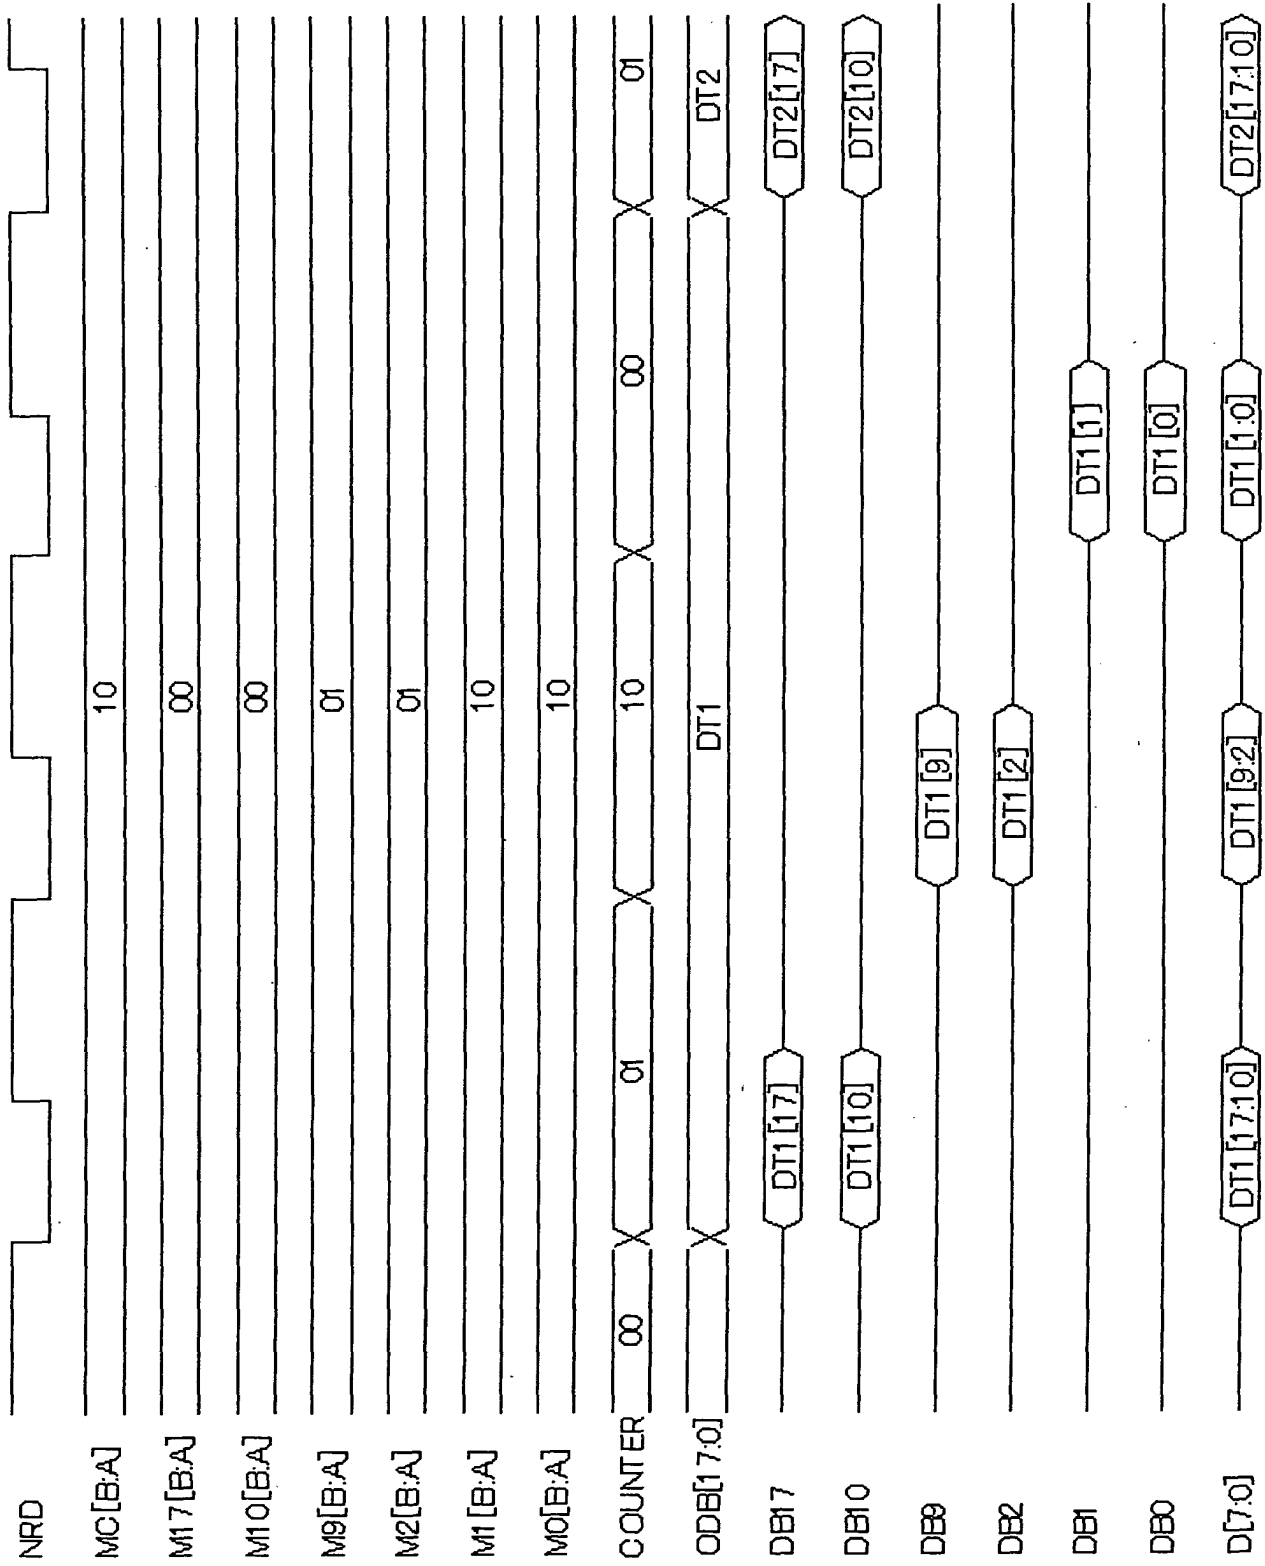 NRD
MC[B:A] 10
M17[B:A] 00
M10[B:A] 00
M9[B:A] 01
M2[B:A] 01
M1[B:A] 10
M0[B:A] 10
COUNTER 00 01 10 00 01
ODB[17:0] DT1 DT2
DB17 DT1[17] DT2[17]
DB10 DT1[10] DT2[10]
DB9 DT1[9]
DB2 DT1[2]
DB1 DT1[1]
DB0 DT1[0]
D[7:0] DT1[17:10] DT1[9:2] DT1[1:0] DT2[17:10]